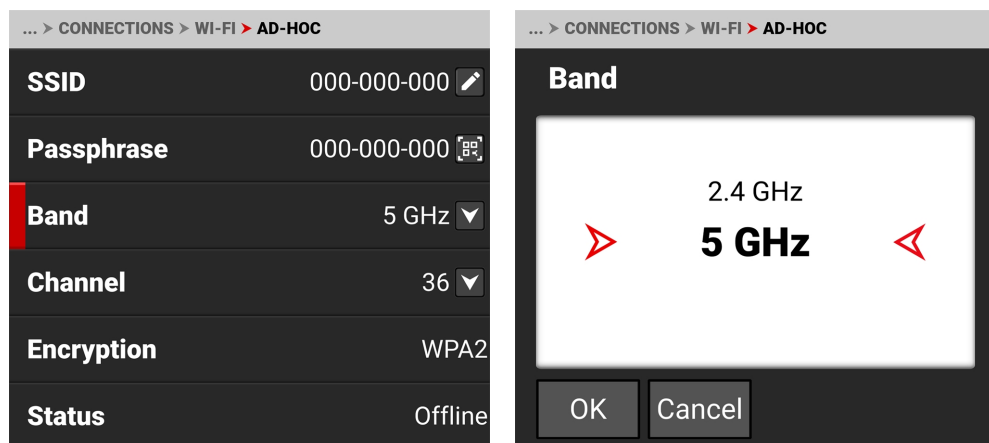 ... > CONNECTIONS > WI-FI > AD-HOC
SSID 000-000-000
Passphrase 000-000-000
Band 5 GHz
Channel 36
Encryption WPA2
Status Offline
... > CONNECTIONS > WI-FI > AD-HOC
Band
2.4 GHz
5 GHz
OK Cancel